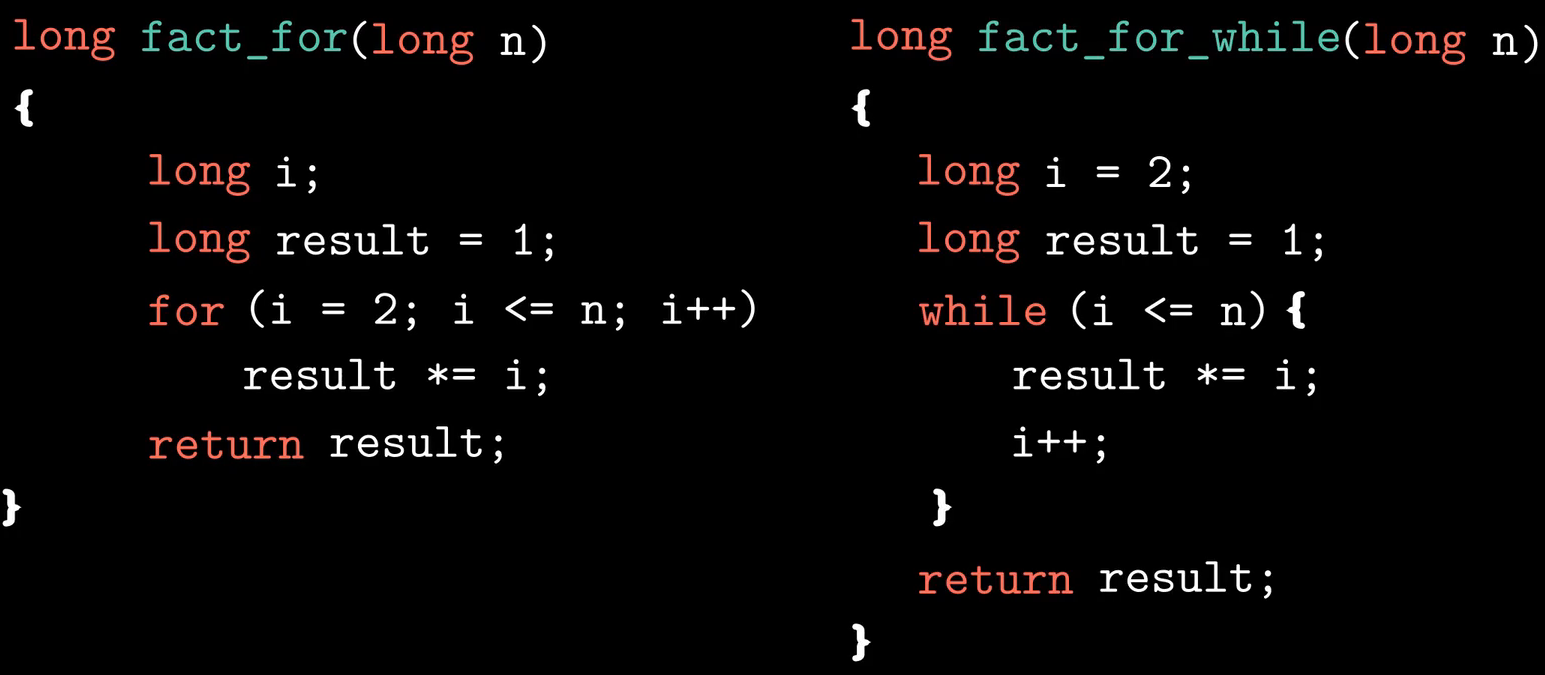 long fact_for(long n)
{
long i;
long result = 1;
for (i = 2; i <= n; i++)
result *= i;
return result;
}
long fact_for_while(long n)
{
long i = 2;
long result = 1;
while (i <= n) {
result *= i;
i++;
}
return result;
}